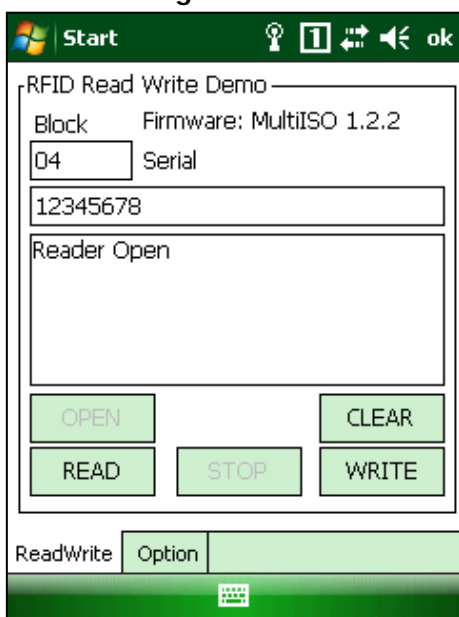 Start 1 ok
RFID Read Write Demo
Block Firmware: MultiISO 1.2.2
04 Serial
12345678
Reader Open
OPEN CLEAR
READ STOP WRITE
ReadWrite Option